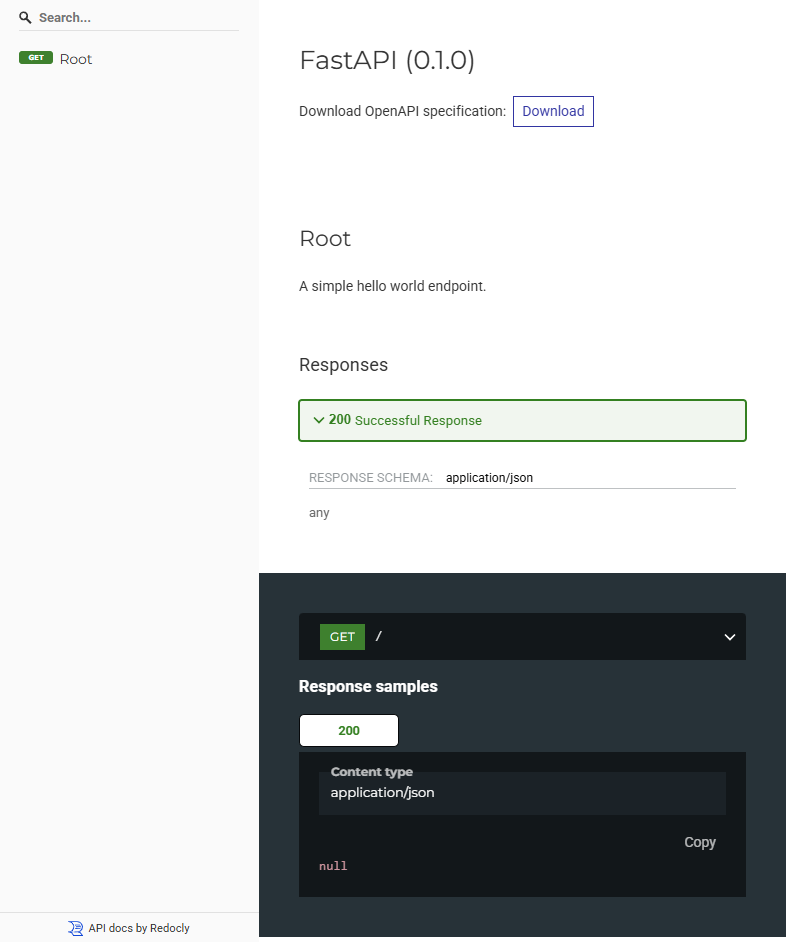 Search...
GET Root
API docs by Redocly
FastAPI (0.1.0)
Download OpenAPI specification: Download
Root
A simple hello world endpoint.
Responses
200 Successful Response
RESPONSE SCHEMA: application/json
any
GET /
Response samples
200
Content type
application/json
Copy
null